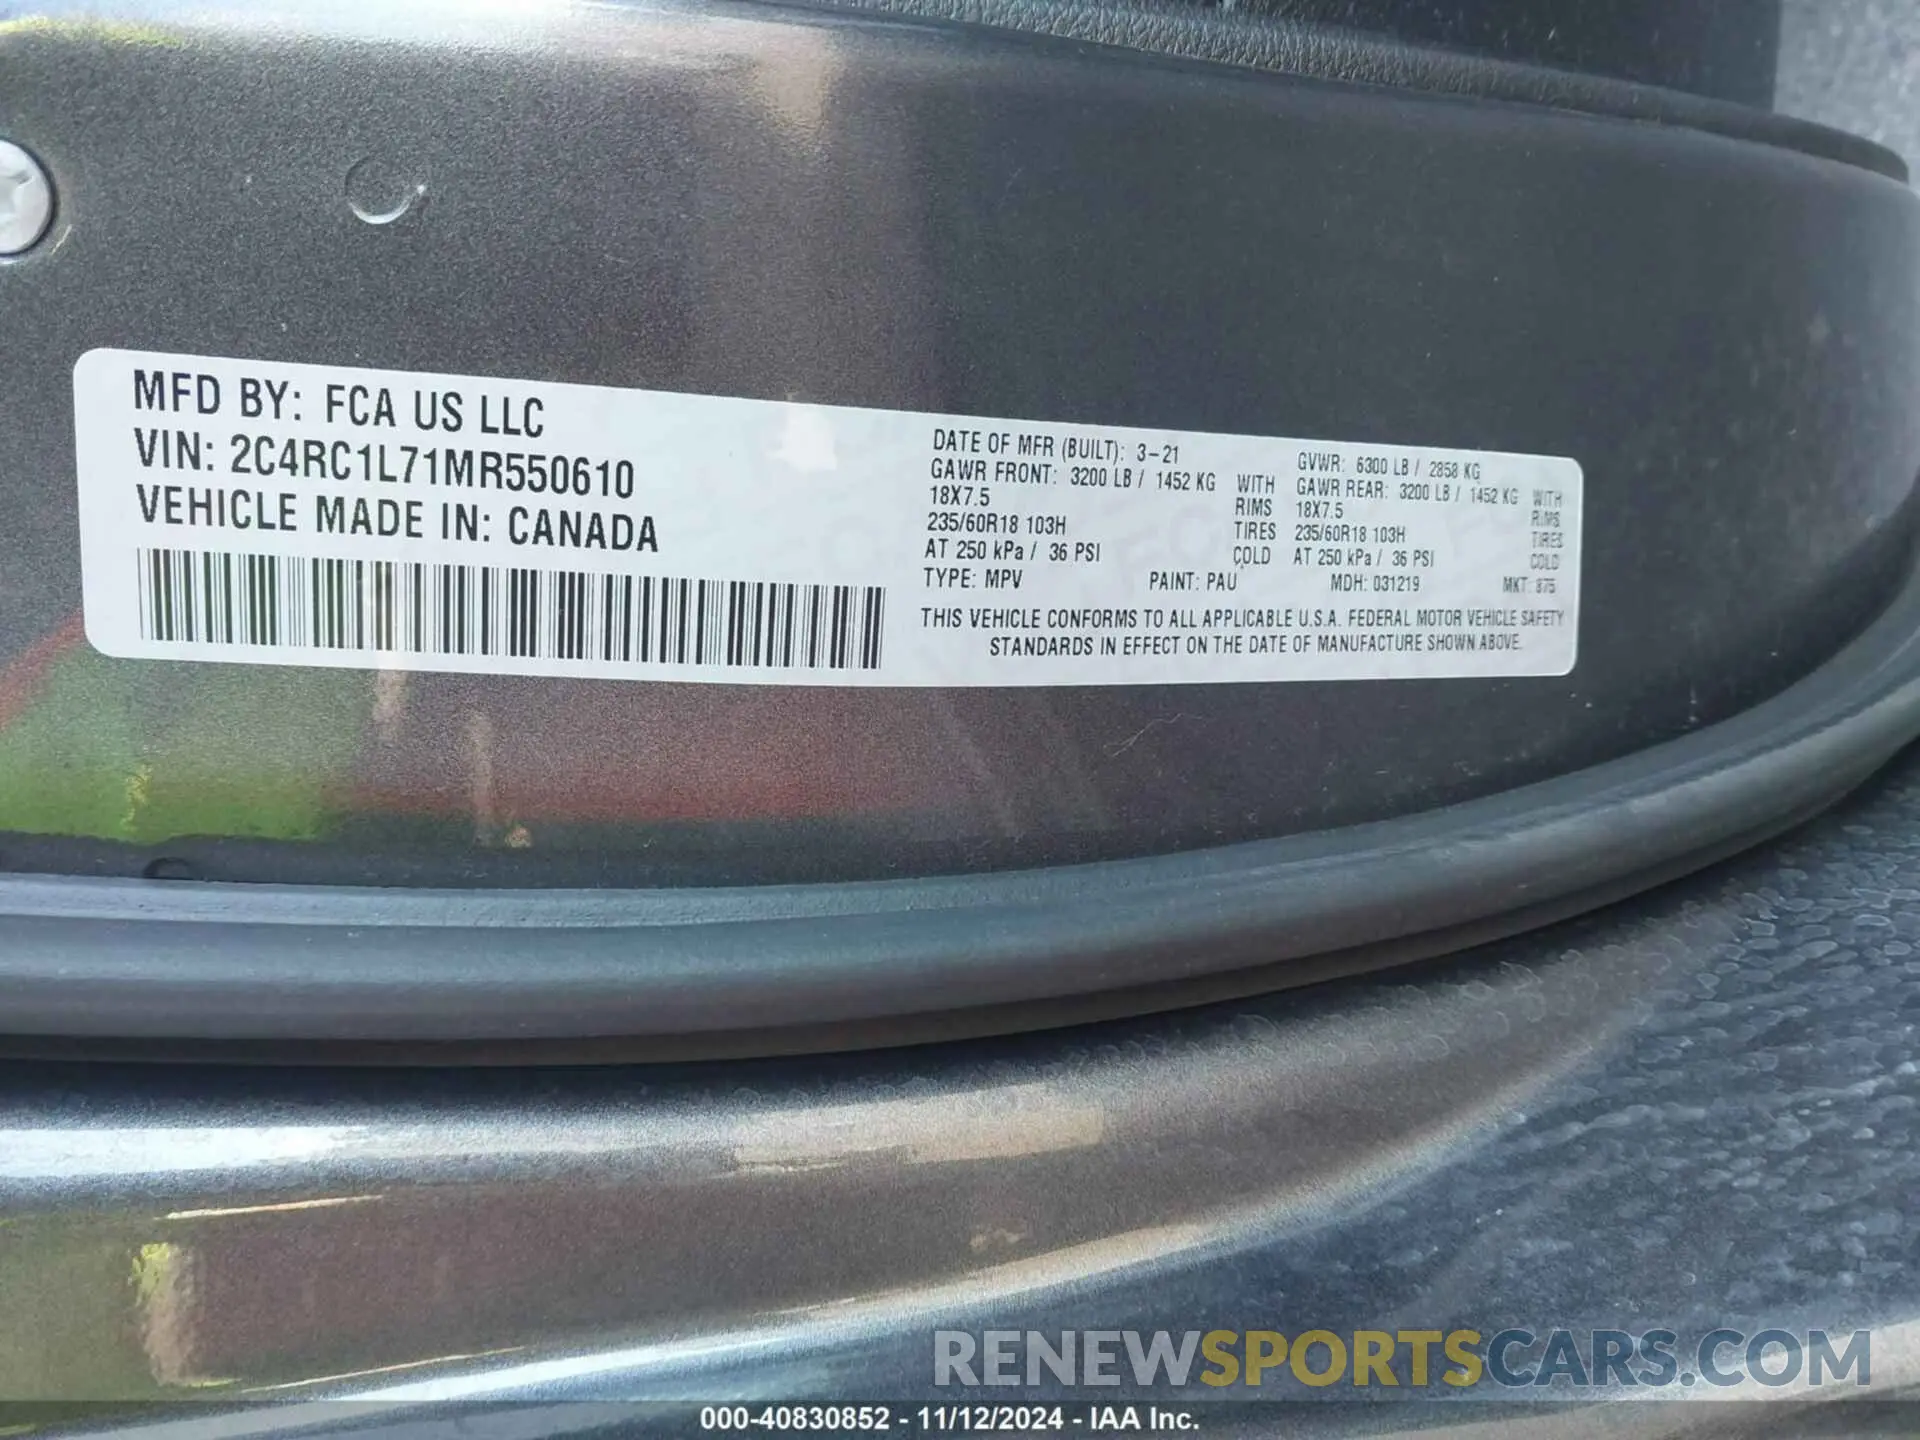 MFD BY: FCA US LLC
VIN: 2C4RC1L71MR550610
VEHICLE MADE IN: CANADA
DATE OF MFR (BUILT): 3-21 GVWR: 6300 LB / 2858 KG
GAWR FRONT: 3200 LB / 1452 KG WITH GAWR REAR: 3200 LB / 1452 KG WITH
18X7.5 RIMS 18X7.5 RIMS
235/60R18 103H TIRES 235/60R18 103H TIRES
AT 250 kPa / 36 PSI COLD AT 250 kPa / 36 PSI COLD
TYPE: MPV PAINT: PAU MDH: 031219 MKT: 875
THIS VEHICLE CONFORMS TO ALL APPLICABLE U.S.A. FEDERAL MOTOR VEHICLE SAFETY
STANDARDS IN EFFECT ON THE DATE OF MANUFACTURE SHOWN ABOVE.
RENEWSPORTSCARS.COM
000-40830852 - 11/12/2024 - IAA Inc.